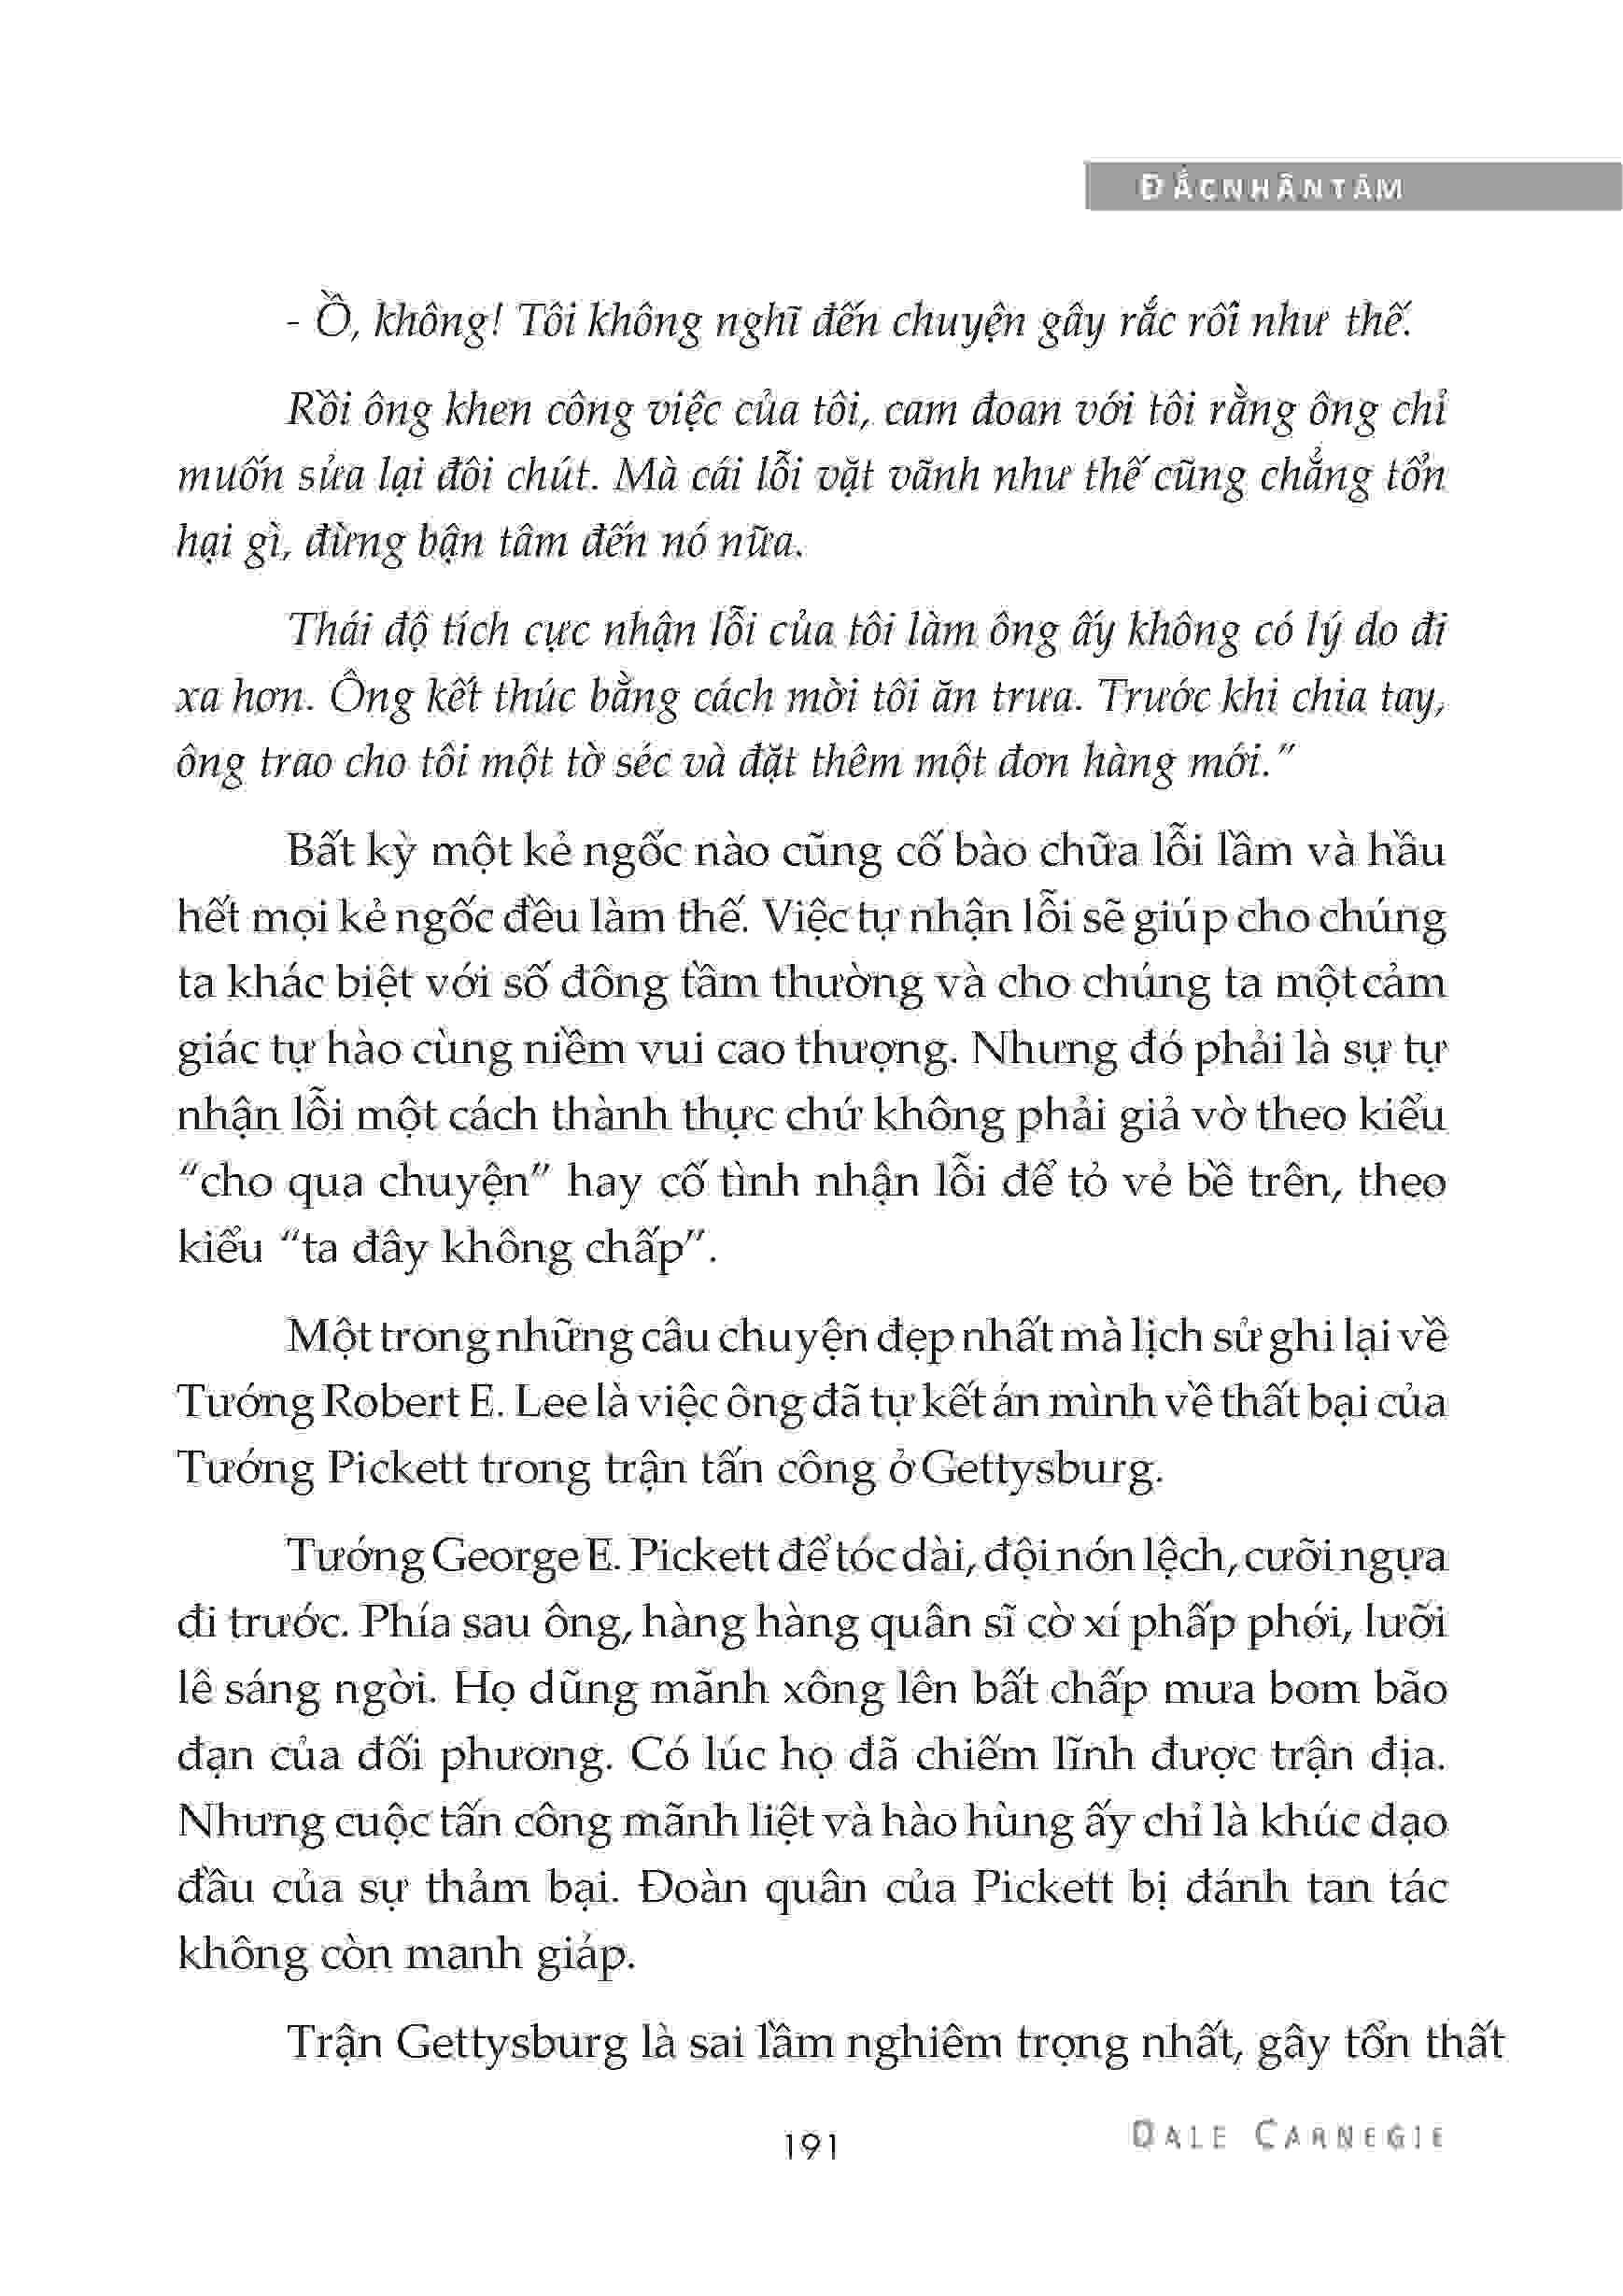 ĐẮCNHÂNTÂM
- Ồ, không! Tôi không nghĩ đến chuyện gây rắc rối như thế.
Rồi ông khen công việc của tôi, cam đoan với tôi rằng ông chỉ
muốn sửa lại đôi chút. Mà cái lỗi vặt vãnh như thế cũng chẳng tổn
hại gì, đừng bận tâm đến nó nữa.
Thái độ tích cực nhận lỗi của tôi làm ông ấy không có lý do đi
xa hơn. Ông kết thúc bằng cách mời tôi ăn trưa. Trước khi chia tay,
ông trao cho tôi một tờ séc và đặt thêm một đơn hàng mới.”
Bất kỳ một kẻ ngốc nào cũng cố bào chữa lỗi lầm và hầu
hết mọi kẻ ngốc đều làm thế. Việc tự nhận lỗi sẽ giúp cho chúng
ta khác biệt với số đông tầm thường và cho chúng ta một cảm
giác tự hào cùng niềm vui cao thượng. Nhưng đó phải là sự tự
nhận lỗi một cách thành thực chứ không phải giả vờ theo kiểu
“cho qua chuyện” hay cố tình nhận lỗi để tỏ vẻ bề trên, theo
kiểu “ta đây không chấp”.
Một trong những câu chuyện đẹp nhất mà lịch sử ghi lại về
Tướng Robert E. Lee là việc ông đã tự kết án mình về thất bại của
Tướng Pickett trong trận tấn công ở Gettysburg.
Tướng George E. Pickett để tóc dài, đội nón lệch, cưỡi ngựa
đi trước. Phía sau ông, hàng hàng quân sĩ cờ xí phấp phới, lưỡi
lê sáng ngời. Họ dũng mãnh xông lên bất chấp mưa bom bão
đạn của đối phương. Có lúc họ đã chiếm lĩnh được trận địa.
Nhưng cuộc tấn công mãnh liệt và hào hùng ấy chỉ là khúc dạo
đầu của sự thảm bại. Đoàn quân của Pickett bị đánh tan tác
không còn manh giáp.
Trận Gettysburg là sai lầm nghiêm trọng nhất, gây tổn thất
191
DALE CARNEGIE